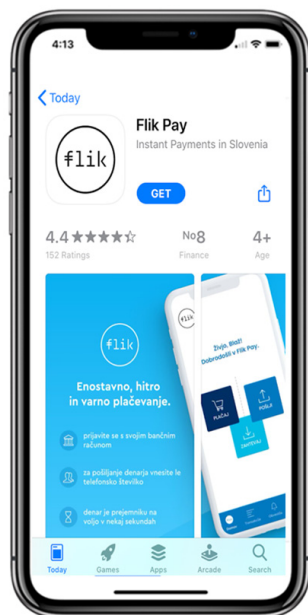 4:13
Today
flik
Flik Pay
Instant Payments in Slovenia
GET
4.4
No8
4+
152 Ratings
Finance
Age
flik
Enostavno, hitro
in varno plačevanje.
prijavite se s svojim bančnim
računom
za pošiljanje denarja vnesite le
telefonsko številko
denar je prejemniku na
voljo v nekaj sekundah
flik
Živjo, Blaž!
Dobrodošli v Flik Pay.
PLAČAJ
POŠLJI
ZAHTEVAJ
Today
Games
Apps
Arcade
Search